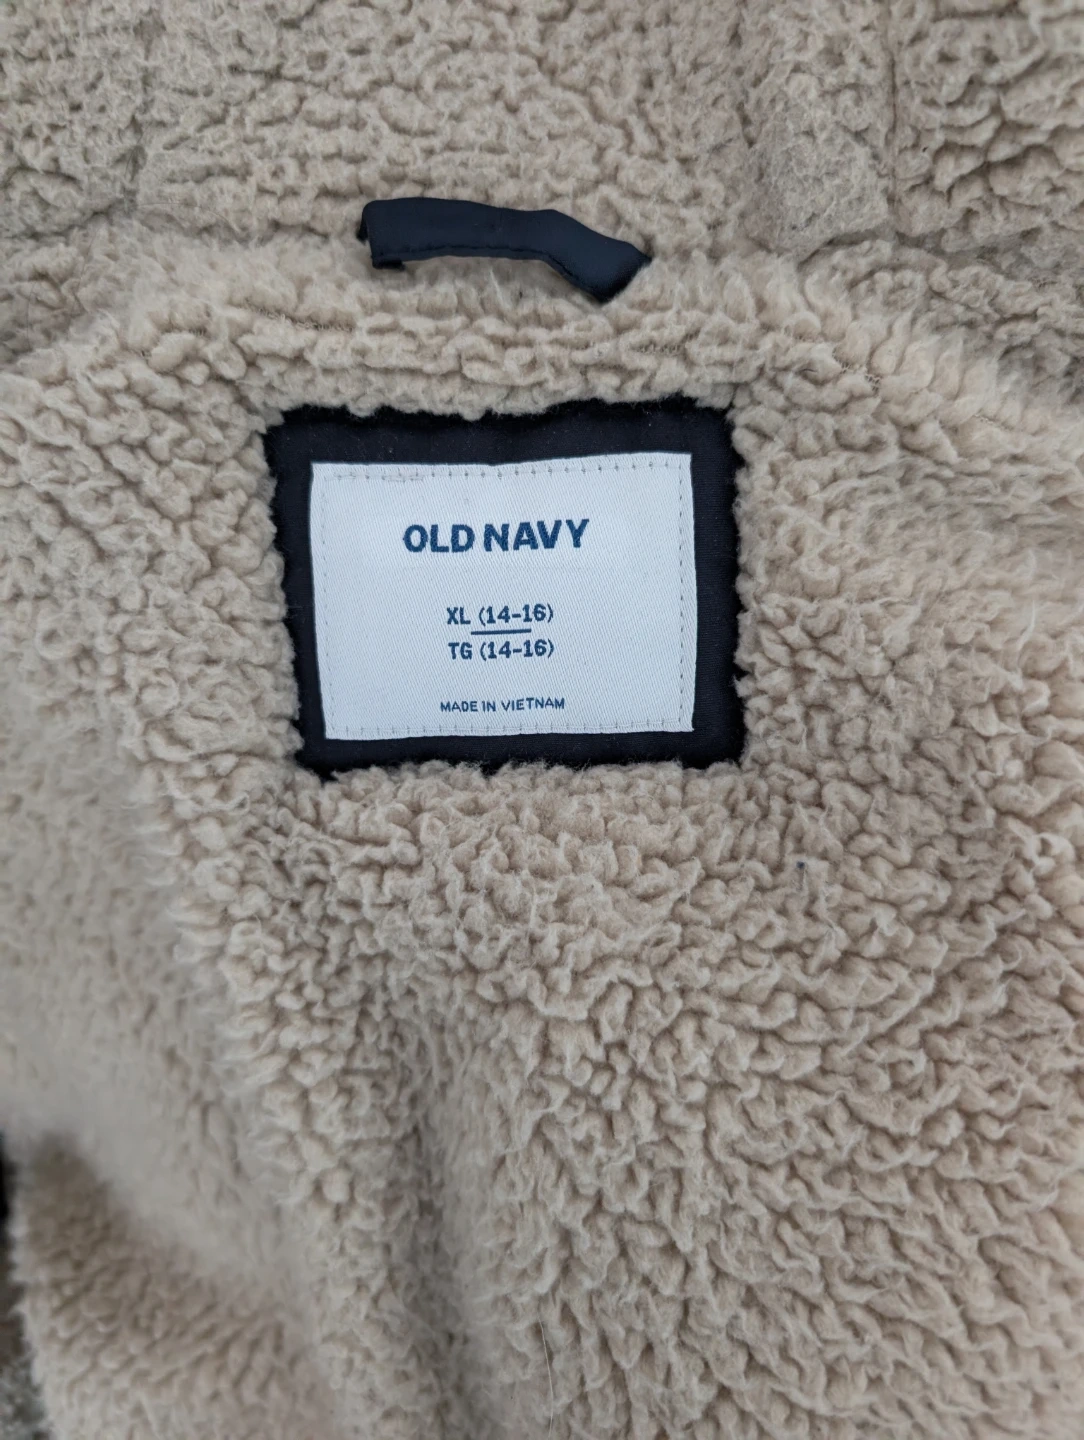 OLD NAVY
XL (14-16)
TG (14-16)
MADE IN VIETNAM